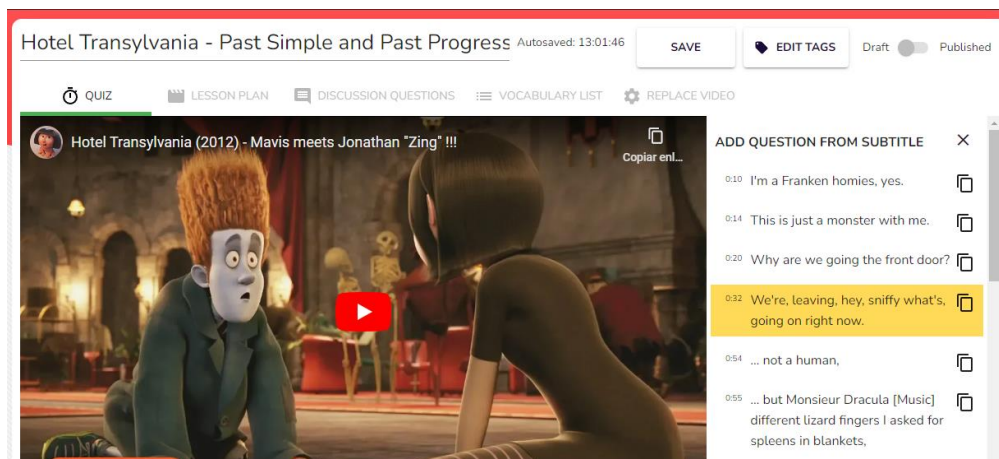 Hotel Transylvania - Past Simple and Past Progress
Autosaved: 13:01:46
SAVE
EDIT TAGS
Draft
Published
QUIZ
LESSON PLAN
DISCUSSION QUESTIONS
VOCABULARY LIST
REPLACE VIDEO
Hotel Transylvania (2012) - Mavis meets Jonathan "Zing" !!!
Copiar enl...
ADD QUESTION FROM SUBTITLE
0:10 I'm a Franken homies, yes.
0:14 This is just a monster with me.
0:20 Why are we going the front door?
0:32 We're, leaving, hey, sniffy what's,
going on right now.
0:54 ... not a human,
0:55 ... but Monsieur Dracula [Music]
different lizard fingers I asked for
spleens in blankets,